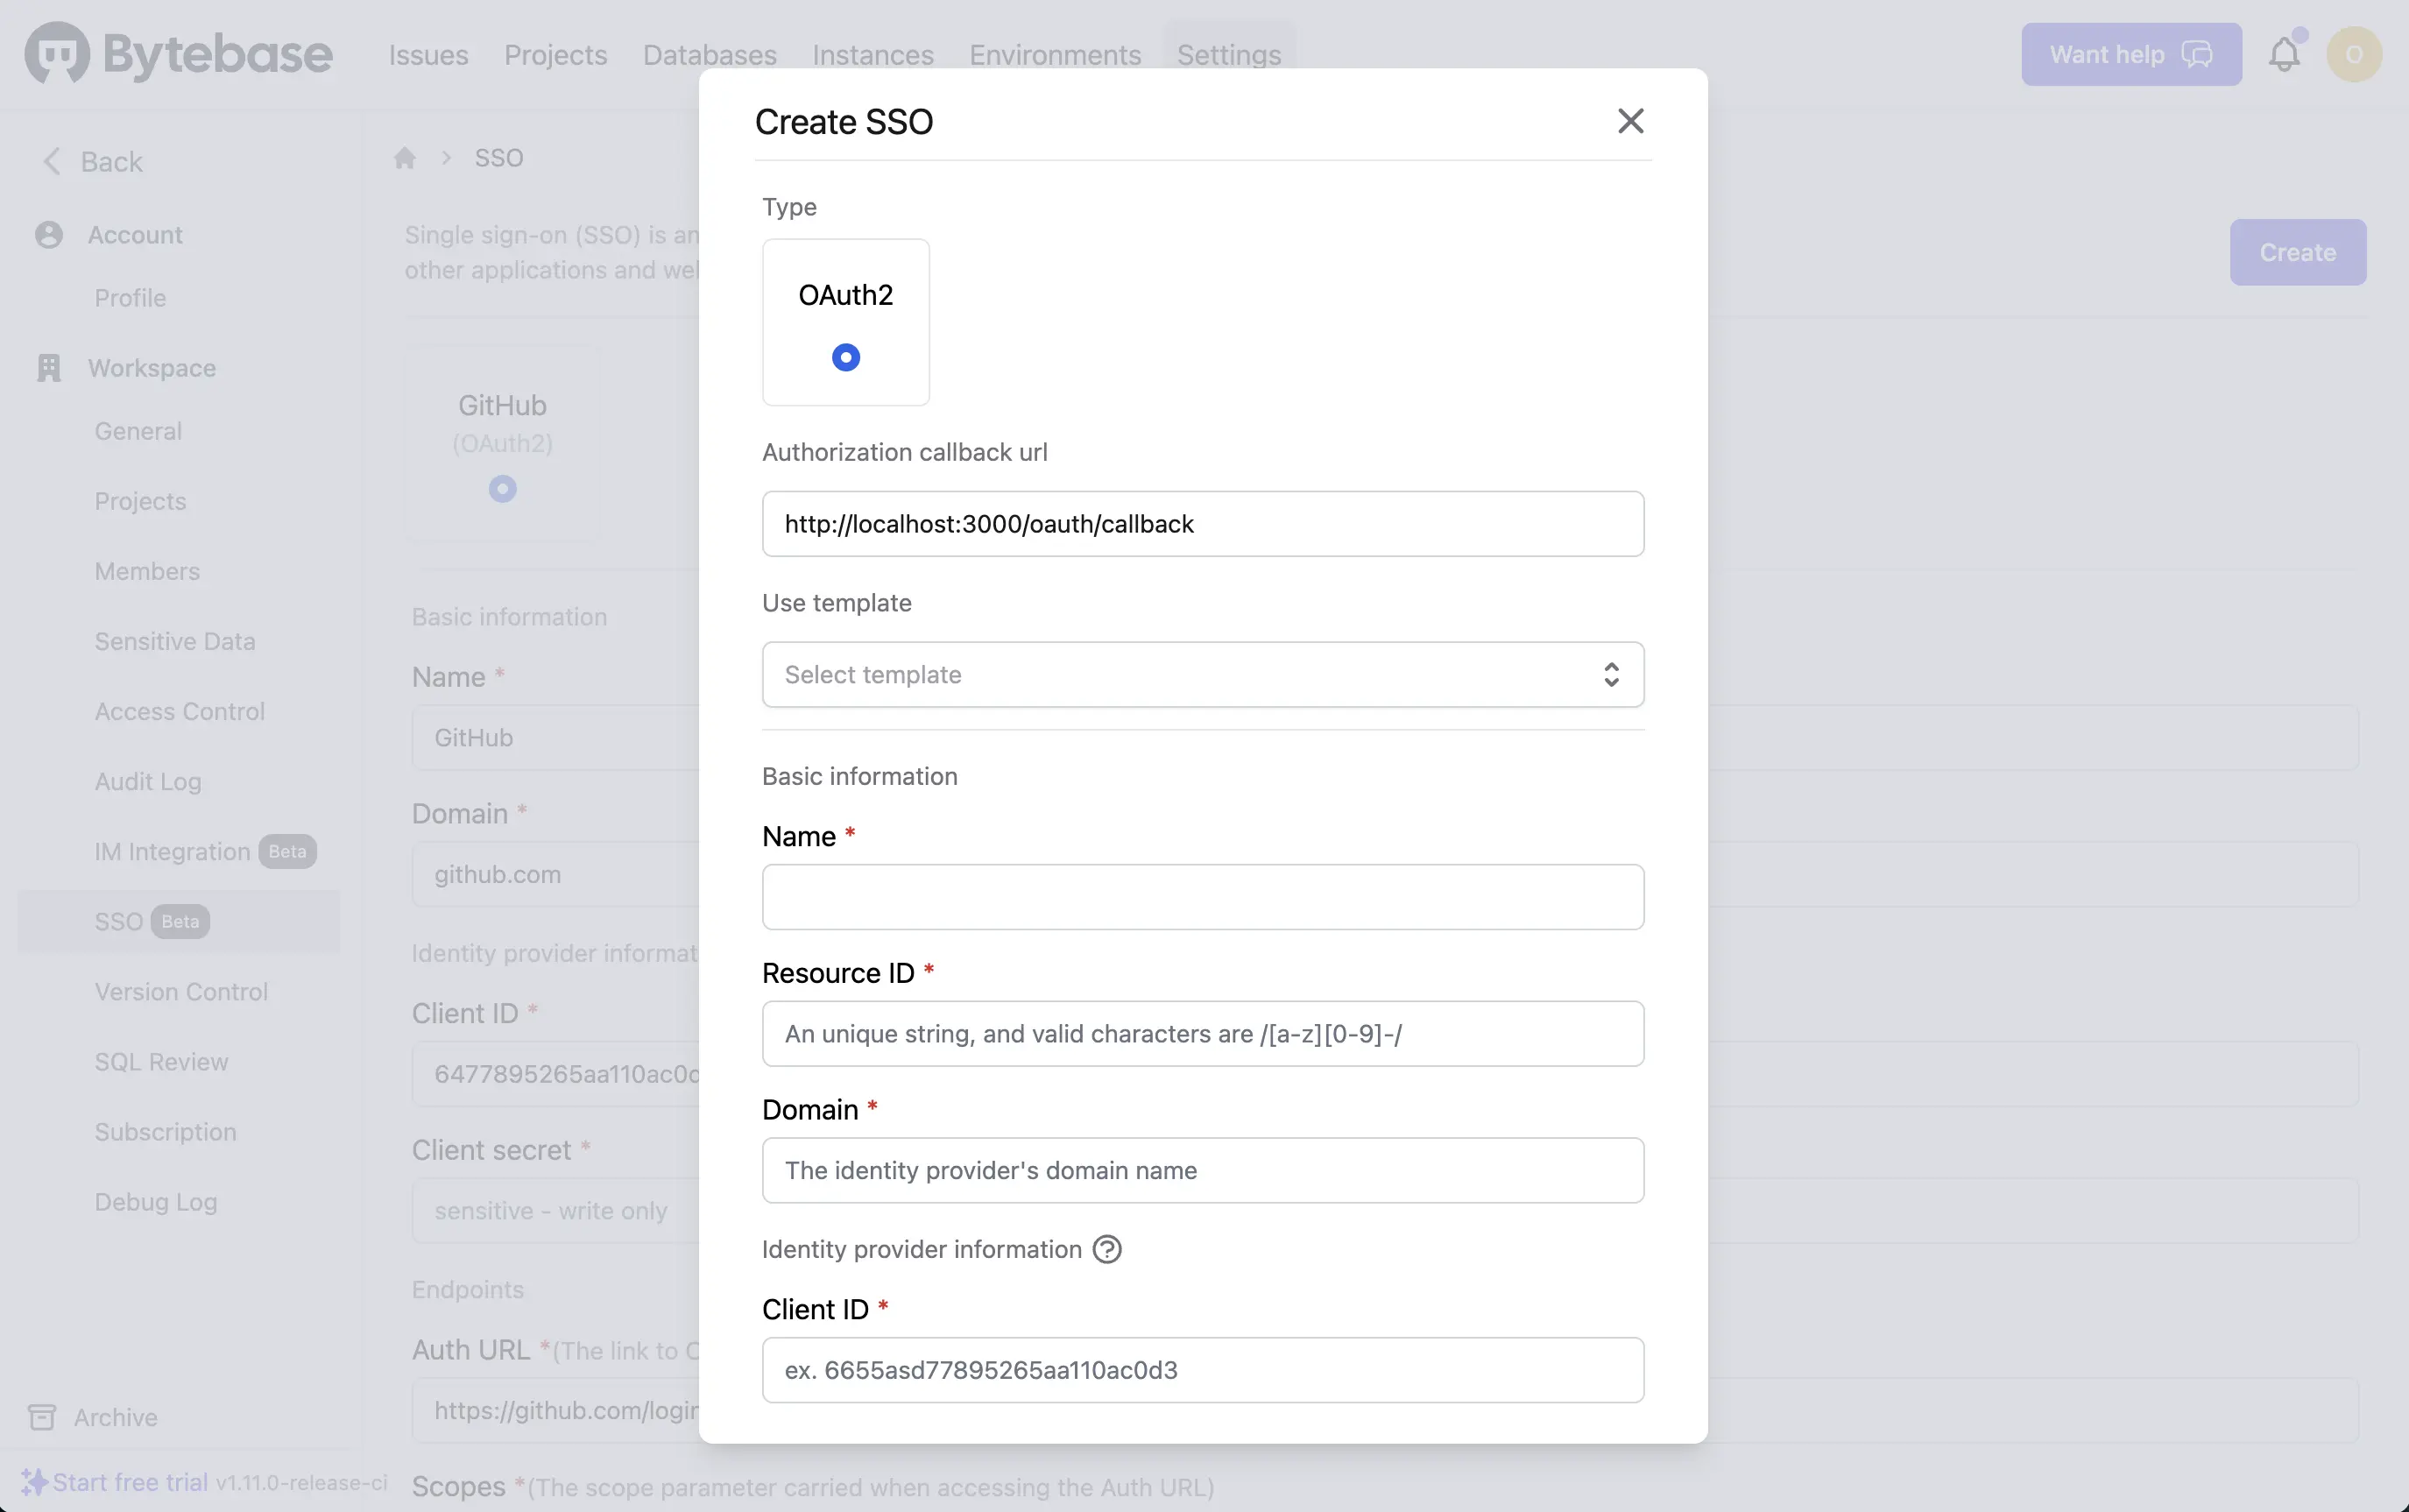 Bytebase
Issues
Projects
Databases
Instances
Environments
Settings
Want help
O
Back
Account
Profile
Workspace
General
Projects
Members
Sensitive Data
Access Control
Audit Log
IM Integration Beta
SSO Beta
Version Control
SQL Review
Subscription
Debug Log
Archive
Start free trial v1.11.0-release-ci
SSO
Single sign-on (SSO) is an
other applications and
Create
GitHub
(OAuth2)
Basic information
Name *
GitHub
Domain *
github.com
Identity provider informat
Client ID *
6477895265aa110ac0d
Client secret *
sensitive - write only
Endpoints
Auth URL *(The link to
https://github.com/login
Scopes *(The scope parameter carried when accessing the Auth URL)
Create SSO
Type
OAuth2
Authorization callback url
http://localhost:3000/oauth/callback
Use template
Select template
Basic information
Name *
Resource ID *
An unique string, and valid characters are /[a-z][0-9]-/
Domain *
The identity provider's domain name
Identity provider information ?
Client ID *
ex. 6655asd77895265aa110ac0d3